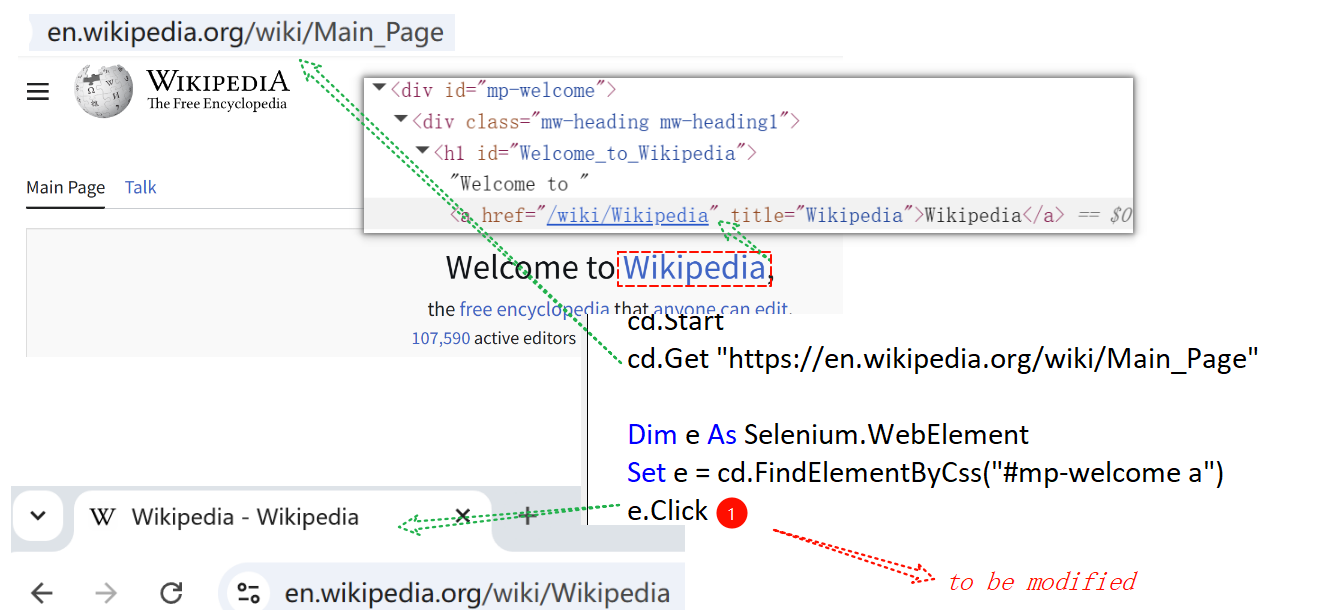 en.wikipedia.org/wiki/Main_Page
WIKIPEDIA
The Free Encyclopedia
<div id="mp-welcome">
<div class="mw-heading mw-heading1">
<h1 id="Welcome_to_Wikipedia">
"Welcome to "
<a href="/wiki/Wikipedia" title="Wikipedia">Wikipedia</a> == $0
Main Page Talk
Welcome to Wikipedia,
the free encyclopedia that anyone can edit.
107,590 active editors
cd.Start
cd.Get "https://en.wikipedia.org/wiki/Main_Page"
Dim e As Selenium.WebElement
Set e = cd.FindElementByCss("#mp-welcome a")
e.Click 1
to be modified
W Wikipedia - Wikipedia
en.wikipedia.org/wiki/Wikipedia